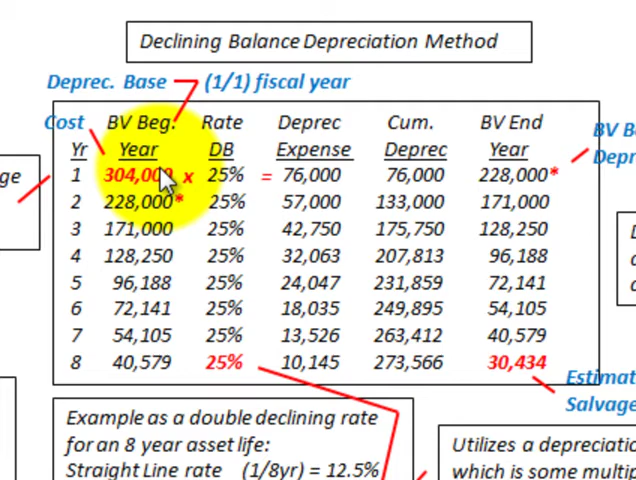 Declining Balance Depreciation Method
Deprec. Base (1/1) fiscal year
Cost BV Beg. Rate Deprec Cum. BV End
Yr Year DB Expense Deprec Year
1 304,000 x 25% = 76,000 76,000 228,000*
2 228,000* 25% 57,000 133,000 171,000
3 171,000 25% 42,750 175,750 128,250
4 128,250 25% 32,063 207,813 96,188
5 96,188 25% 24,047 231,859 72,141
6 72,141 25% 18,035 249,895 54,105
7 54,105 25% 13,526 263,412 40,579
8 40,579 25% 10,145 273,566 30,434
BV B
Depr
ge
Estimat
Salvage
Example as a double declining rate
for an 8 year asset life:
Straight Line rate (1/8yr) = 12.5%
Utilizes a depreciatio
which is some multip